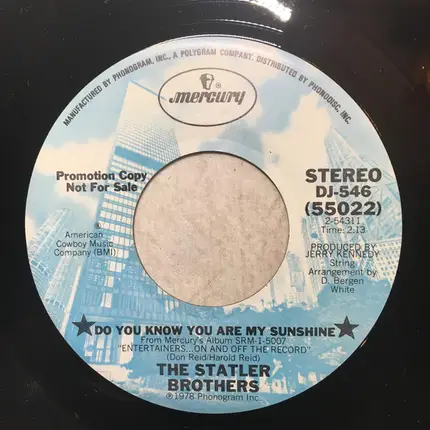 MANUFACTURED BY PHONOGRAM, INC., A POLYGRAM COMPANY. DISTRIBUTED BY PHONODISC, INC.
®
mercury
Promotion Copy
Not For Sale
STEREO
DJ-546
(55022)
2-54311
Time: 2:13
American
Cowboy Music
Company (BMI)
PRODUCED BY
JERRY KENNEDY
String
Arrangement by
D. Bergen
White
★DO YOU KNOW YOU ARE MY SUNSHINE★
From Mercury's Album SRM-1-5007
"ENTERTAINERS...ON AND OFF THE RECORD"
(Don Reid/Harold Reid)
THE STATLER
BROTHERS
℗1978 Phonogram Inc.